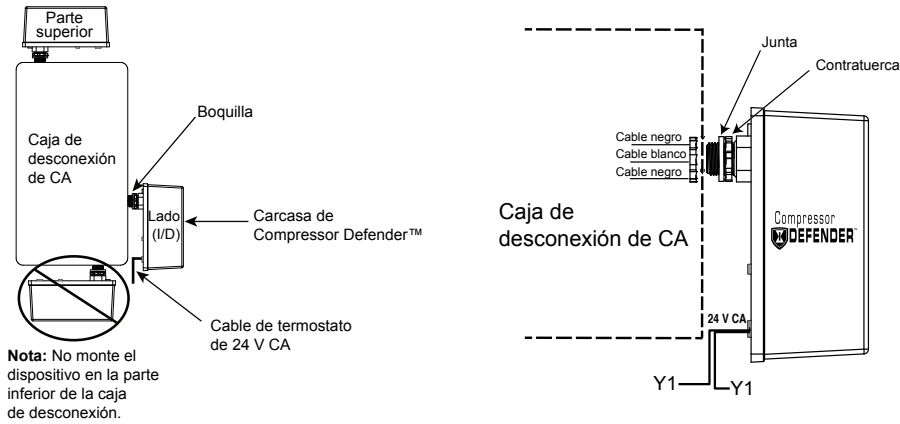 Parte
superior
Caja de
desconexión
de CA
Boquilla
Lado
(I/D)
Carcasa de
Compressor Defender™
Cable de termostato
de 24 V CA
Nota: No monte el
dispositivo en la parte
inferior de la caja
de desconexión.
Junta
Contratuerca
Cable negro
Cable blanco
Cable negro
Caja de
desconexión de CA
Compressor
DEFENDER™
24 V CA
Y1
Y1